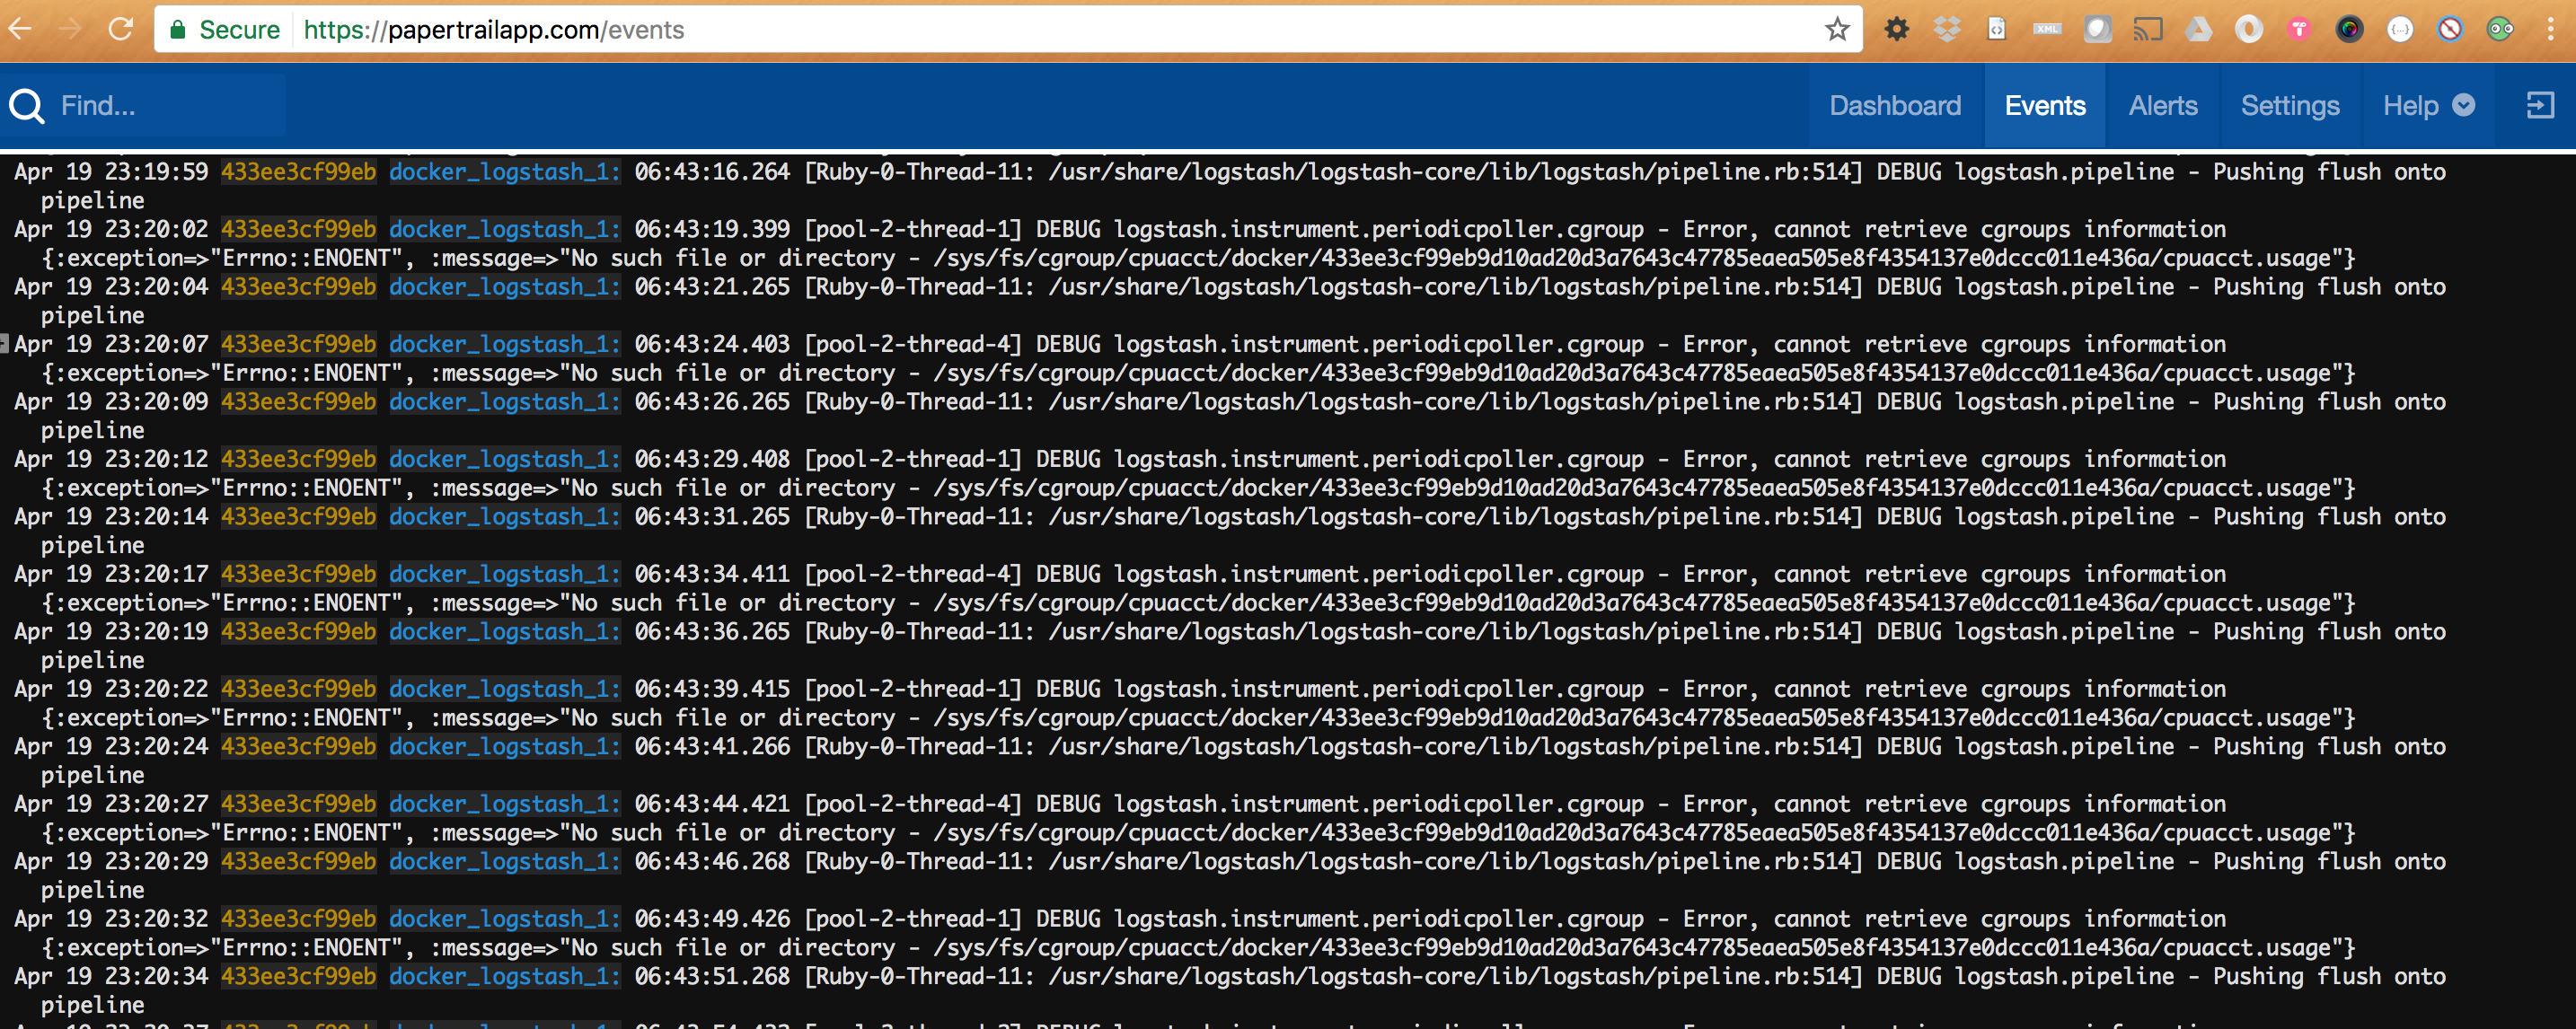 Secure https://papertrailapp.com/events
XML
Find...
Dashboard
Events
Alerts
Settings
Help
Apr 19 23:19:59 433ee3cf99eb docker_logstash_1: 06:43:16.264 [Ruby-0-Thread-11: /usr/share/logstash/logstash-core/lib/logstash/pipeline.rb:514] DEBUG logstash.pipeline - Pushing flush onto
pipeline
Apr 19 23:20:02 433ee3cf99eb docker_logstash_1: 06:43:19.399 [pool-2-thread-1] DEBUG logstash.instrument.periodicpoller.cgroup - Error, cannot retrieve cgroups information
{:exception=>"Errno::ENOENT", :message=>"No such file or directory - /sys/fs/cgroup/cpuacct/docker/433ee3cf99eb9d10ad20d3a7643c47785eaea505e8f4354137e0dccc011e436a/cpuacct.usage"}
Apr 19 23:20:04 433ee3cf99eb docker_logstash_1: 06:43:21.265 [Ruby-0-Thread-11: /usr/share/logstash/logstash-core/lib/logstash/pipeline.rb:514] DEBUG logstash.pipeline - Pushing flush onto
pipeline
Apr 19 23:20:07 433ee3cf99eb docker_logstash_1: 06:43:24.403 [pool-2-thread-4] DEBUG logstash.instrument.periodicpoller.cgroup - Error, cannot retrieve cgroups information
{:exception=>"Errno::ENOENT", :message=>"No such file or directory - /sys/fs/cgroup/cpuacct/docker/433ee3cf99eb9d10ad20d3a7643c47785eaea505e8f4354137e0dccc011e436a/cpuacct.usage"}
Apr 19 23:20:09 433ee3cf99eb docker_logstash_1: 06:43:26.265 [Ruby-0-Thread-11: /usr/share/logstash/logstash-core/lib/logstash/pipeline.rb:514] DEBUG logstash.pipeline - Pushing flush onto
pipeline
Apr 19 23:20:12 433ee3cf99eb docker_logstash_1: 06:43:29.408 [pool-2-thread-1] DEBUG logstash.instrument.periodicpoller.cgroup - Error, cannot retrieve cgroups information
{:exception=>"Errno::ENOENT", :message=>"No such file or directory - /sys/fs/cgroup/cpuacct/docker/433ee3cf99eb9d10ad20d3a7643c47785eaea505e8f4354137e0dccc011e436a/cpuacct.usage"}
Apr 19 23:20:14 433ee3cf99eb docker_logstash_1: 06:43:31.265 [Ruby-0-Thread-11: /usr/share/logstash/logstash-core/lib/logstash/pipeline.rb:514] DEBUG logstash.pipeline - Pushing flush onto
pipeline
Apr 19 23:20:17 433ee3cf99eb docker_logstash_1: 06:43:34.411 [pool-2-thread-4] DEBUG logstash.instrument.periodicpoller.cgroup - Error, cannot retrieve cgroups information
{:exception=>"Errno::ENOENT", :message=>"No such file or directory - /sys/fs/cgroup/cpuacct/docker/433ee3cf99eb9d10ad20d3a7643c47785eaea505e8f4354137e0dccc011e436a/cpuacct.usage"}
Apr 19 23:20:19 433ee3cf99eb docker_logstash_1: 06:43:36.265 [Ruby-0-Thread-11: /usr/share/logstash/logstash-core/lib/logstash/pipeline.rb:514] DEBUG logstash.pipeline - Pushing flush onto
pipeline
Apr 19 23:20:22 433ee3cf99eb docker_logstash_1: 06:43:39.415 [pool-2-thread-1] DEBUG logstash.instrument.periodicpoller.cgroup - Error, cannot retrieve cgroups information
{:exception=>"Errno::ENOENT", :message=>"No such file or directory - /sys/fs/cgroup/cpuacct/docker/433ee3cf99eb9d10ad20d3a7643c47785eaea505e8f4354137e0dccc011e436a/cpuacct.usage"}
Apr 19 23:20:24 433ee3cf99eb docker_logstash_1: 06:43:41.266 [Ruby-0-Thread-11: /usr/share/logstash/logstash-core/lib/logstash/pipeline.rb:514] DEBUG logstash.pipeline - Pushing flush onto
pipeline
Apr 19 23:20:27 433ee3cf99eb docker_logstash_1: 06:43:44.421 [pool-2-thread-4] DEBUG logstash.instrument.periodicpoller.cgroup - Error, cannot retrieve cgroups information
{:exception=>"Errno::ENOENT", :message=>"No such file or directory - /sys/fs/cgroup/cpuacct/docker/433ee3cf99eb9d10ad20d3a7643c47785eaea505e8f4354137e0dccc011e436a/cpuacct.usage"}
Apr 19 23:20:29 433ee3cf99eb docker_logstash_1: 06:43:46.268 [Ruby-0-Thread-11: /usr/share/logstash/logstash-core/lib/logstash/pipeline.rb:514] DEBUG logstash.pipeline - Pushing flush onto
pipeline
Apr 19 23:20:32 433ee3cf99eb docker_logstash_1: 06:43:49.426 [pool-2-thread-1] DEBUG logstash.instrument.periodicpoller.cgroup - Error, cannot retrieve cgroups information
{:exception=>"Errno::ENOENT", :message=>"No such file or directory - /sys/fs/cgroup/cpuacct/docker/433ee3cf99eb9d10ad20d3a7643c47785eaea505e8f4354137e0dccc011e436a/cpuacct.usage"}
Apr 19 23:20:34 433ee3cf99eb docker_logstash_1: 06:43:51.268 [Ruby-0-Thread-11: /usr/share/logstash/logstash-core/lib/logstash/pipeline.rb:514] DEBUG logstash.pipeline - Pushing flush onto
pipeline